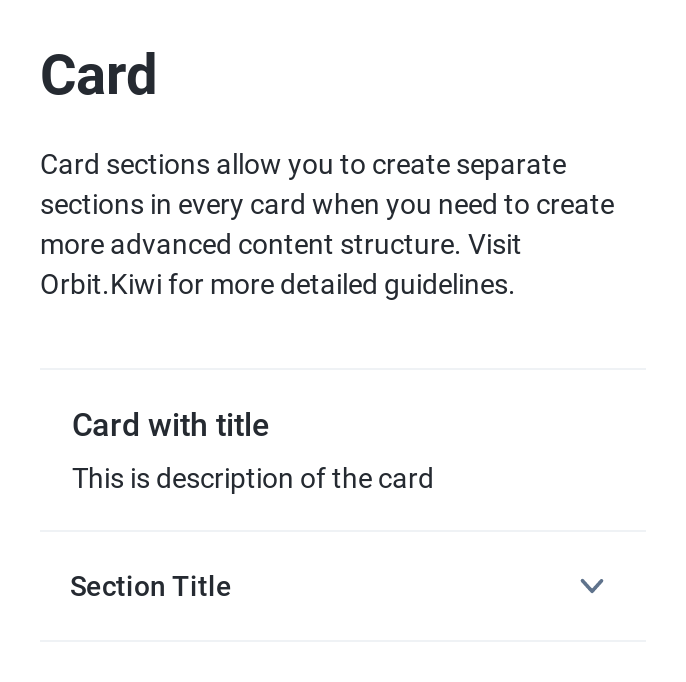 Card
Card sections allow you to create separate
sections in every card when you need to create
more advanced content structure. Visit
Orbit.Kiwi for more detailed guidelines.
Card with title
This is description of the card
Section Title